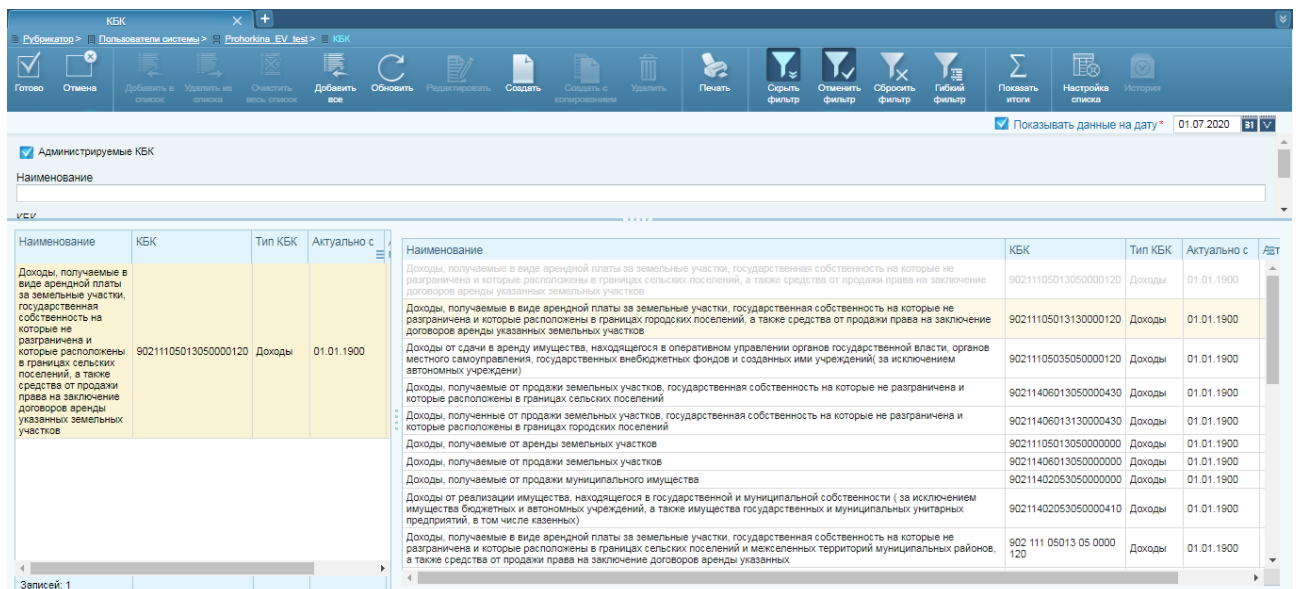 КБК
Рубрикатор > Пользователи системы > Prohorkina_EV_test > КБК
Готово
Отмена
Добавить в список
Удалить из списка
Очистить весь список
Добавить все
Обновить
Редактировать
Создать
Создать с копированием
Удалить
Печать
Скрыть фильтр
Отменить фильтр
Сбросить фильтр
Гибкий фильтр
Показать итоги
Настройка списка
История
Показывать данные на дату* 01.07.2020 31
Администрируемые КБК
Наименование
КБК
Наименование КБК Тип КБК Актуально с
Доходы, получаемые в
виде арендной платы
за земельные участки,
государственная
собственность на
которые не
разграничена и
которые расположены
в границах сельских
поселений, а также
средства от продажи
права на заключение
договоров аренды
указанных земельных
участков
90211105013050000120 Доходы 01.01.1900
Записей: 1
Наименование КБК Тип КБК Актуально с
Доходы, получаемые в виде арендной платы за земельные участки, государственная собственность на которые не
разграничена и которые расположены в границах сельских поселений, а также средства от продажи права на заключение
договоров аренды указанных земельных участков
90211105013050000120 Доходы 01.01.1900
Доходы, получаемые в виде арендной платы за земельные участки, государственная собственность на которые не
разграничена и которые расположены в границах городских поселений, а также средства от продажи права на заключение
договоров аренды указанных земельных участков
90211105013130000120 Доходы 01.01.1900
Доходы от сдачи в аренду имущества, находящегося в оперативном управлении органов государственной власти, органов
местного самоуправления, государственных внебюджетных фондов и созданных ими учреждений( за исключением
автономных учреждени)
90211105035050000120 Доходы 01.01.1900
Доходы, получаемые от продажи земельных участков, государственная собственность на которые не разграничена и
которые расположены в границах сельских поселений
90211406013050000430 Доходы 01.01.1900
Доходы, полученные от продажи земельных участков, государственная собственность на которые не разграничена и
которые расположены в границах городских поселений
90211406013130000430 Доходы 01.01.1900
Доходы, получаемые от аренды земельных участков 90211105013050000000 Доходы 01.01.1900
Доходы, получаемые от продажи земельных участков 90211406013050000000 Доходы 01.01.1900
Доходы, получаемые от продажи муниципального имущества 90211402053050000000 Доходы 01.01.1900
Доходы от реализации имущества, находящегося в государственной и муниципальной собственности ( за исключением
имущества бюджетных и автономных учреждений, а также имущества государственных и муниципальных унитарных
предприятий, в том числе казенных)
90211402053050000410 Доходы 01.01.1900
Доходы, получаемые в виде арендной платы за земельные участки, государственная собственность на которые не
разграничена и которые расположены в границах сельских поселений и межселенных территорий муниципальных районов,
а также средства от продажи права на заключение договоров аренды указанных
902 111 05013 05 0000
120
Доходы 01.01.1900